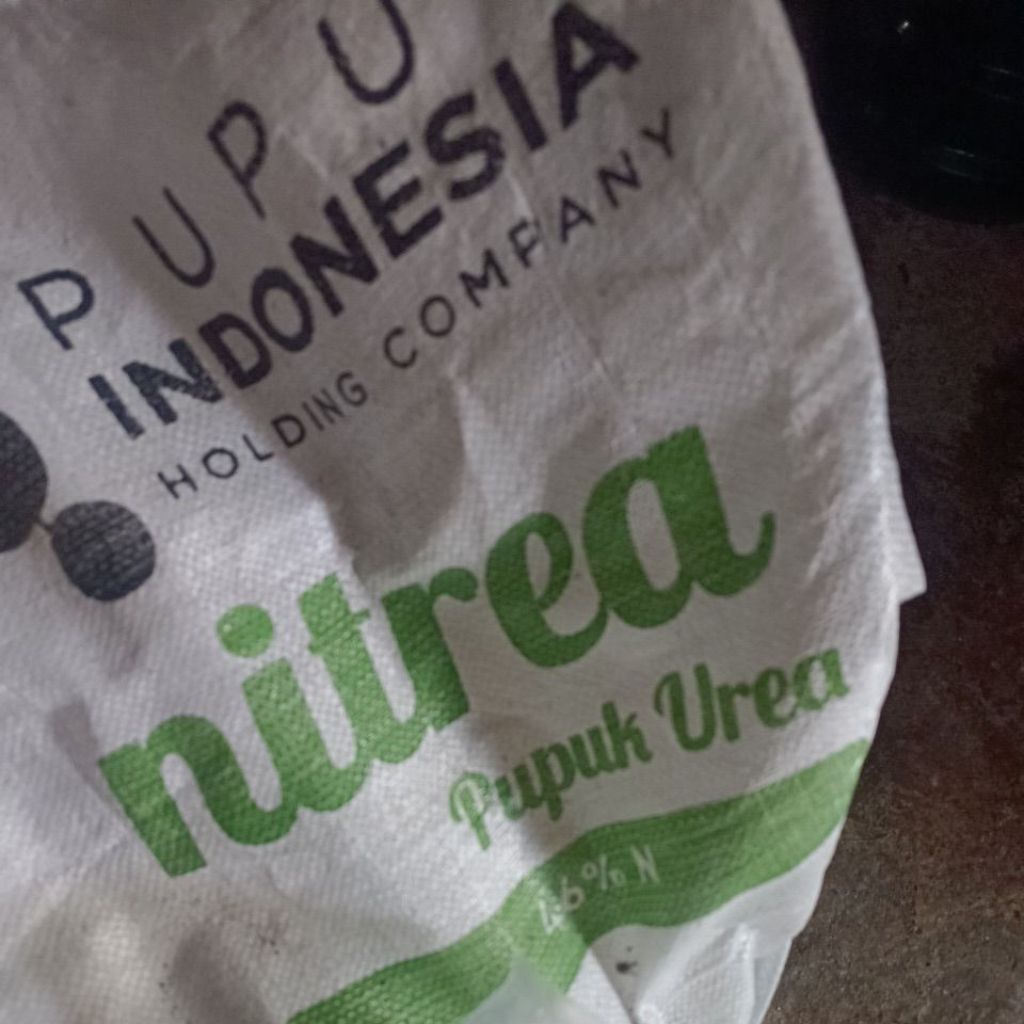 PUPU
INDONESIA
HOLDING COMPANY
nitrea
Pupuk Urea
46% N